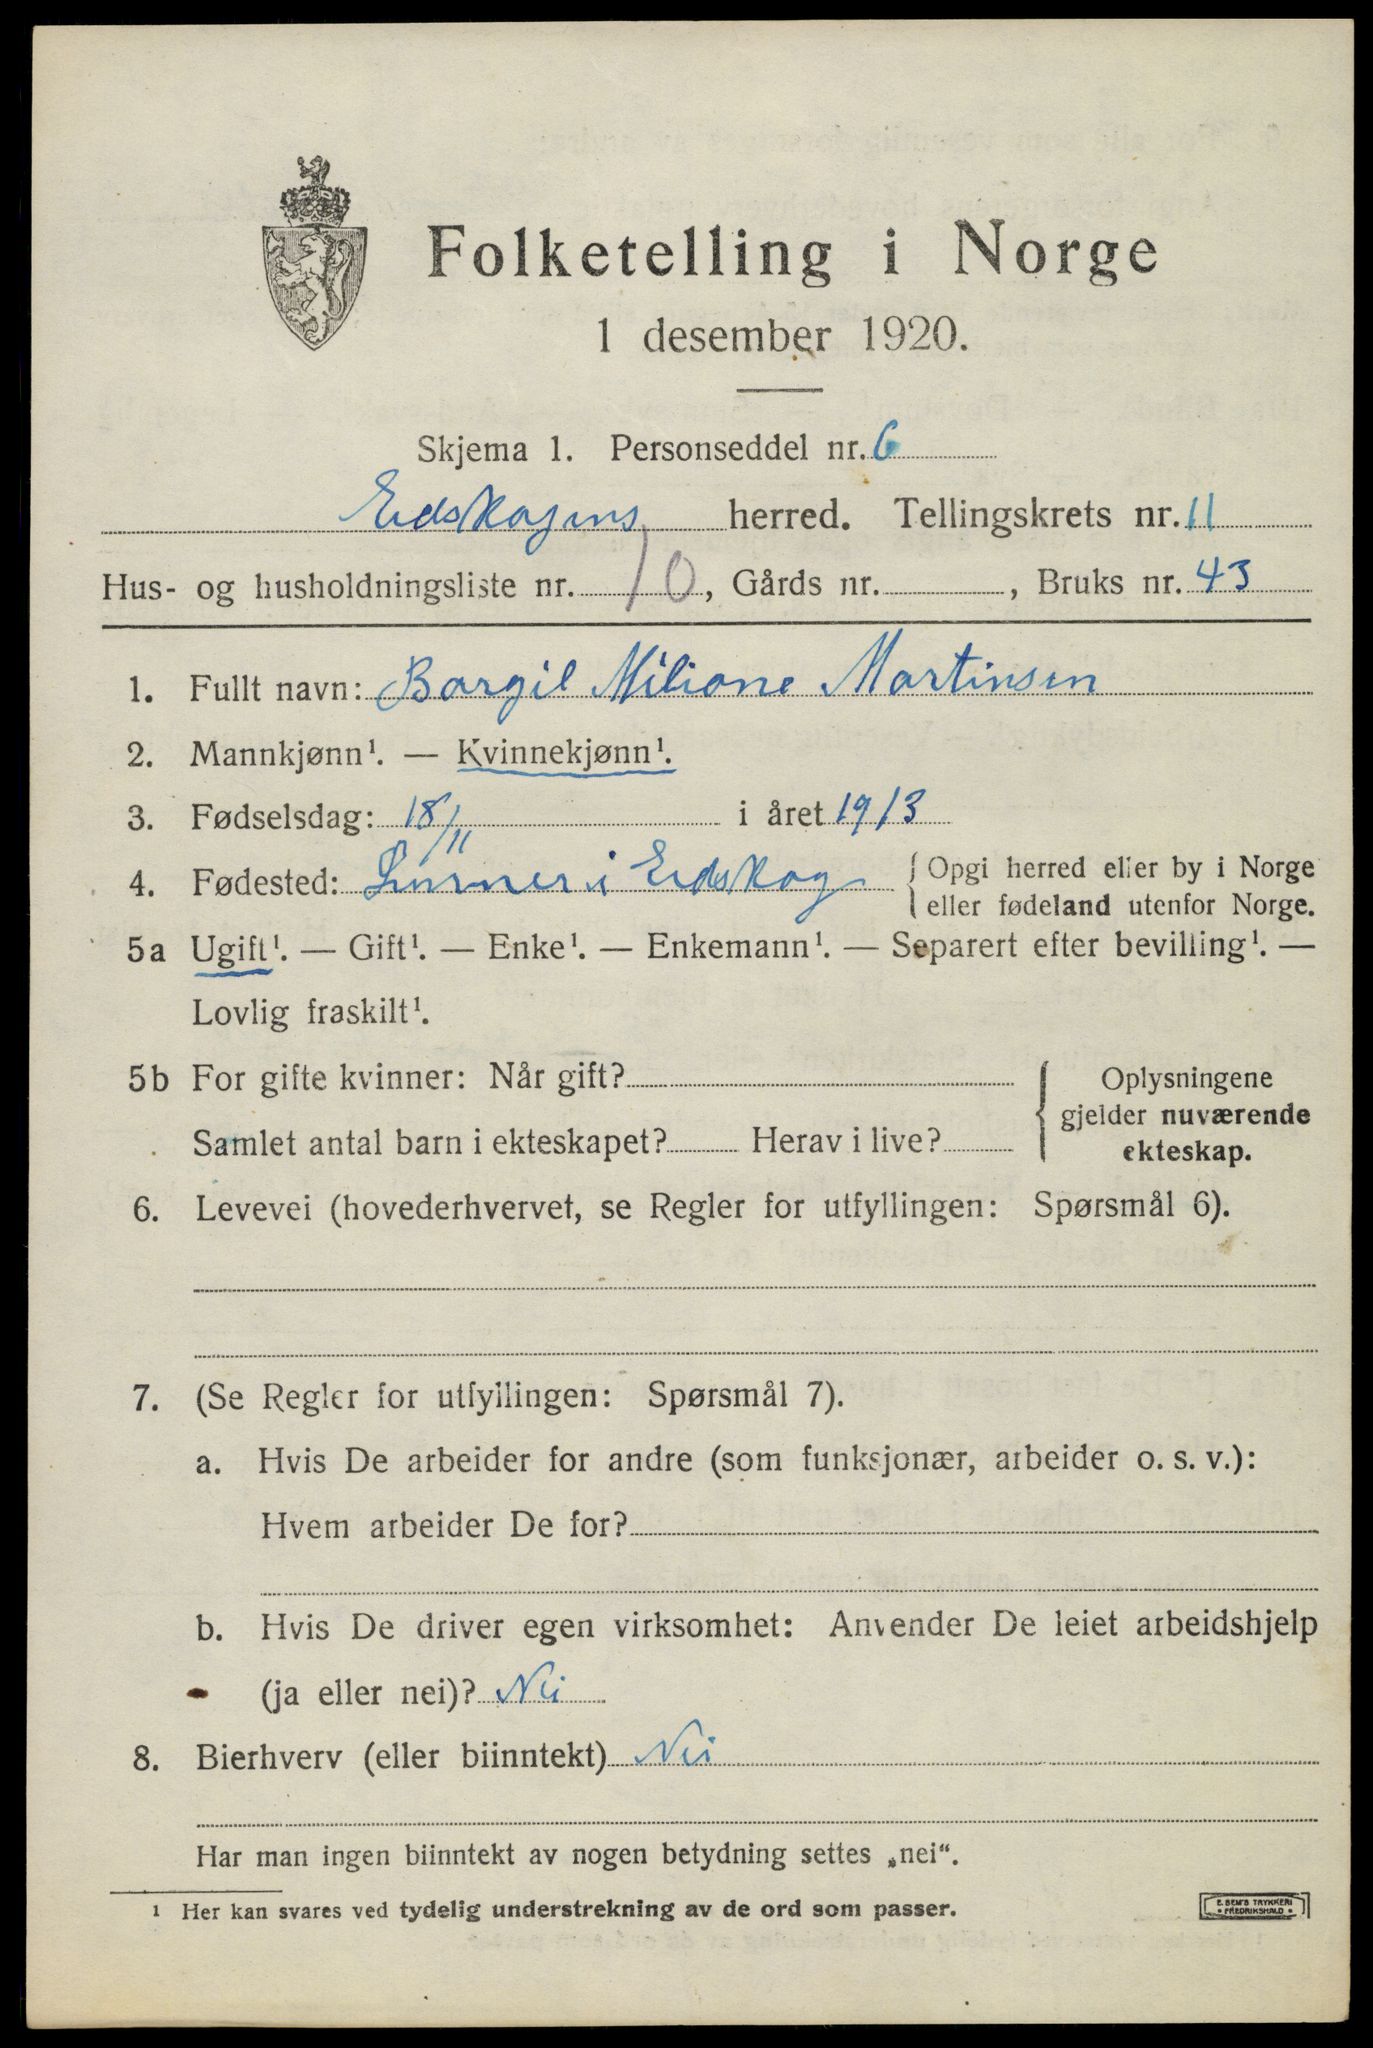 Folketelling i Norge
1 desember 1920.
Skjema 1. Personseddel nr. 6
Eidskogens herred. Tellingskrets nr. 11
Hus- og husholdningsliste nr. 10, Gårds nr. , Bruks nr. 43
1. Fullt navn: Borgil Milione Martinsen
2. Mannkjønn¹. — Kvinnekjønn¹.
3. Fødselsdag: 18/11 i året 1913
4. Fødested: i Eidskog { Opgi herred eller by i Norge
eller fødeland utenfor Norge.
5a Ugift¹. — Gift¹. — Enke¹. — Enkemann¹. — Separert efter bevilling¹. —
Lovlig fraskilt¹.
5b For gifte kvinner: Når gift? { Oplysningene
gjelder nuværende
Samlet antal barn i ekteskapet? Herav i live? ekteskap.
6. Levevei (hovederhvervet, se Regler for utfyllingen: Spørsmål 6).
7. (Se Regler for utfyllingen: Spørsmål 7).
a. Hvis De arbeider for andre (som funksjonær, arbeider o. s. v.):
Hvem arbeider De for?
b. Hvis De driver egen virksomhet: Anvender De leiet arbeidshjelp
(ja eller nei)? Nei
8. Bierhverv (eller biinntekt) Nei
Har man ingen biinntekt av nogen betydning settes „nei“.
¹ Her kan svares ved tydelig understrekning av de ord som passer.
E. SEM'S TRYKKERI
• FREDRIKSHALD •